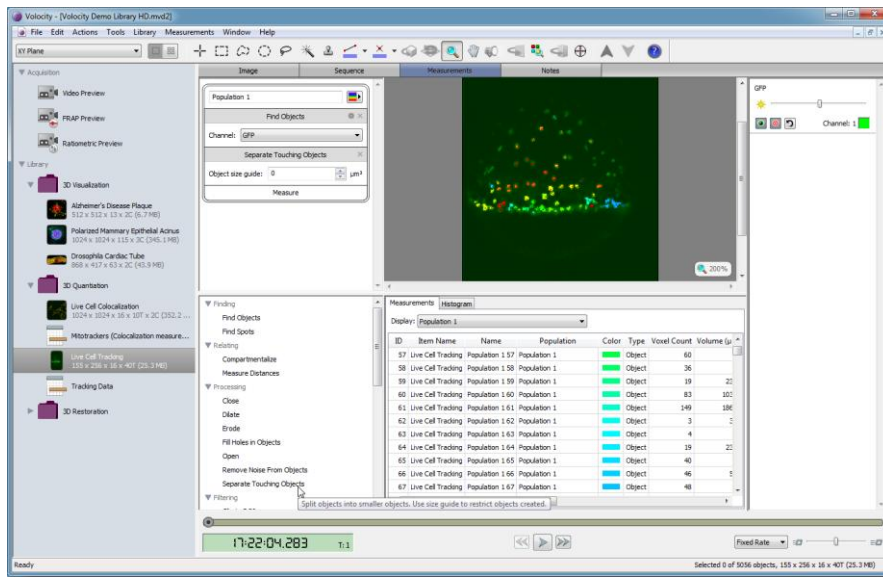 Volocity - [Volocity Demo Library HD.mvd2]
File Edit Actions Tools Library Measurements Window Help
XY Plane
Image Sequence Measurements Notes
Acquisition
Video Preview
FRAP Preview
Ratiometric Preview
Library
3D Visualization
Alzheimer's Disease Plaque
512 x 512 x 13 x 2C (6.7 MB)
Polarized Mammary Epithelial Acinus
1024 x 1024 x 115 x 3C (345.1 MB)
Drosophila Cardiac Tube
868 x 417 x 63 x 2C (43.9 MB)
3D Quantitation
Live Cell Colocalization
1024 x 1024 x 16 x 10T x 2C (352.2 ...
Mitotrackers (Colocalization measure...
Live Cell Tracking
155 x 256 x 16 x 40T (25.3 MB)
Tracking Data
3D Restoration
Population 1
Find Objects
Channel: GFP
Separate Touching Objects
Object size guide: 0 µm³
Measure
200%
GFP
Channel: 1
Finding
Find Objects
Find Spots
Relating
Compartmentalize
Measure Distances
Processing
Close
Dilate
Erode
Fill Holes in Objects
Open
Remove Noise From Objects
Separate Touching Objects
Filtering
Split objects into smaller objects. Use size guide to restrict objects created.
Measurements Histogram
Display: Population 1
ID Item Name Name Population Color Type Voxel Count Volume (µ
57 Live Cell Tracking Population 1 57 Population 1 Object 60
58 Live Cell Tracking Population 1 58 Population 1 Object 36
59 Live Cell Tracking Population 1 59 Population 1 Object 19 23
60 Live Cell Tracking Population 1 60 Population 1 Object 83 103
61 Live Cell Tracking Population 1 61 Population 1 Object 149 186
62 Live Cell Tracking Population 1 62 Population 1 Object 3 3
63 Live Cell Tracking Population 1 63 Population 1 Object 4
64 Live Cell Tracking Population 1 64 Population 1 Object 19 23
65 Live Cell Tracking Population 1 65 Population 1 Object 40
66 Live Cell Tracking Population 1 66 Population 1 Object 46 5
67 Live Cell Tracking Population 1 67 Population 1 Object 48
17:22:04.283 T: 1
Fixed Rate
Ready
Selected 0 of 5056 objects, 155 x 256 x 16 x 40T (25.3 MB)